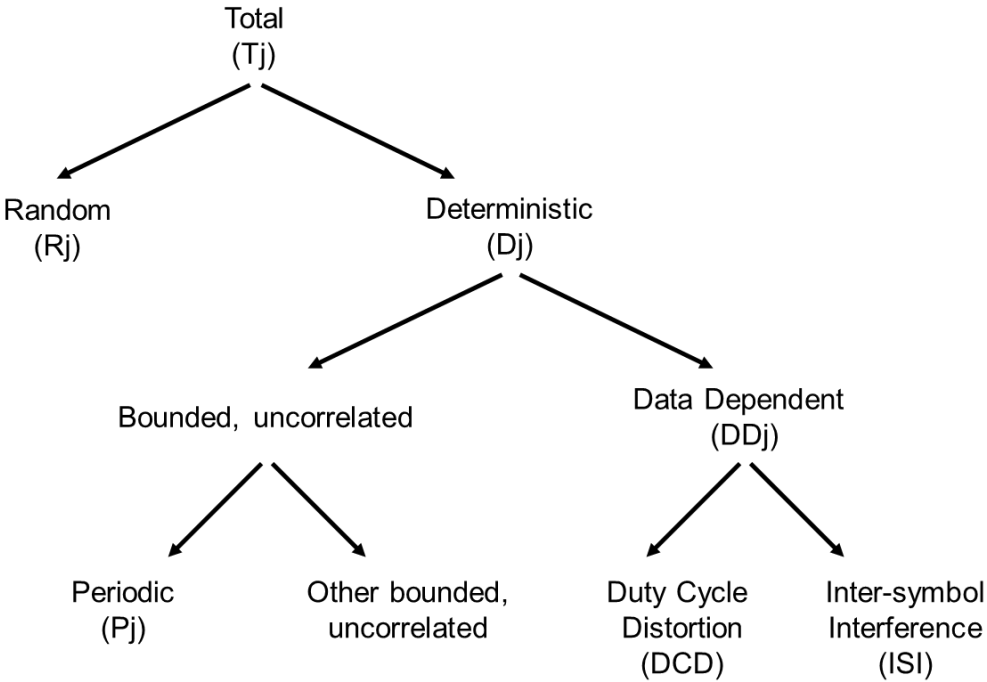 Total
(Tj)
Random
(Rj)
Deterministic
(Dj)
Bounded, uncorrelated
Data Dependent
(DDj)
Periodic
(Pj)
Other bounded,
uncorrelated
Duty Cycle
Distortion
(DCD)
Inter-symbol
Interference
(ISI)